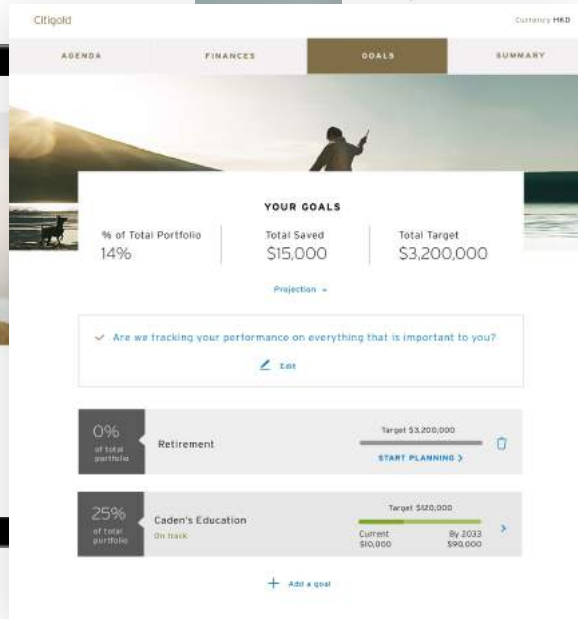 Citigold
Currency HKD
AGENDA
FINANCES
GOALS
SUMMARY
YOUR GOALS
% of Total Portfolio
Total Saved
Total Target
14%
$15,000
$3,200,000
Projection
Are we tracking your performance on everything that is important to you?
Edit
0%
of total
portfolio
Retirement
Target $3,200,000
START PLANNING >
25%
of total
portfolio
Caden's Education
On track
Target $120,000
Current
$10,000
By 2033
$90,000
+ Add a goal